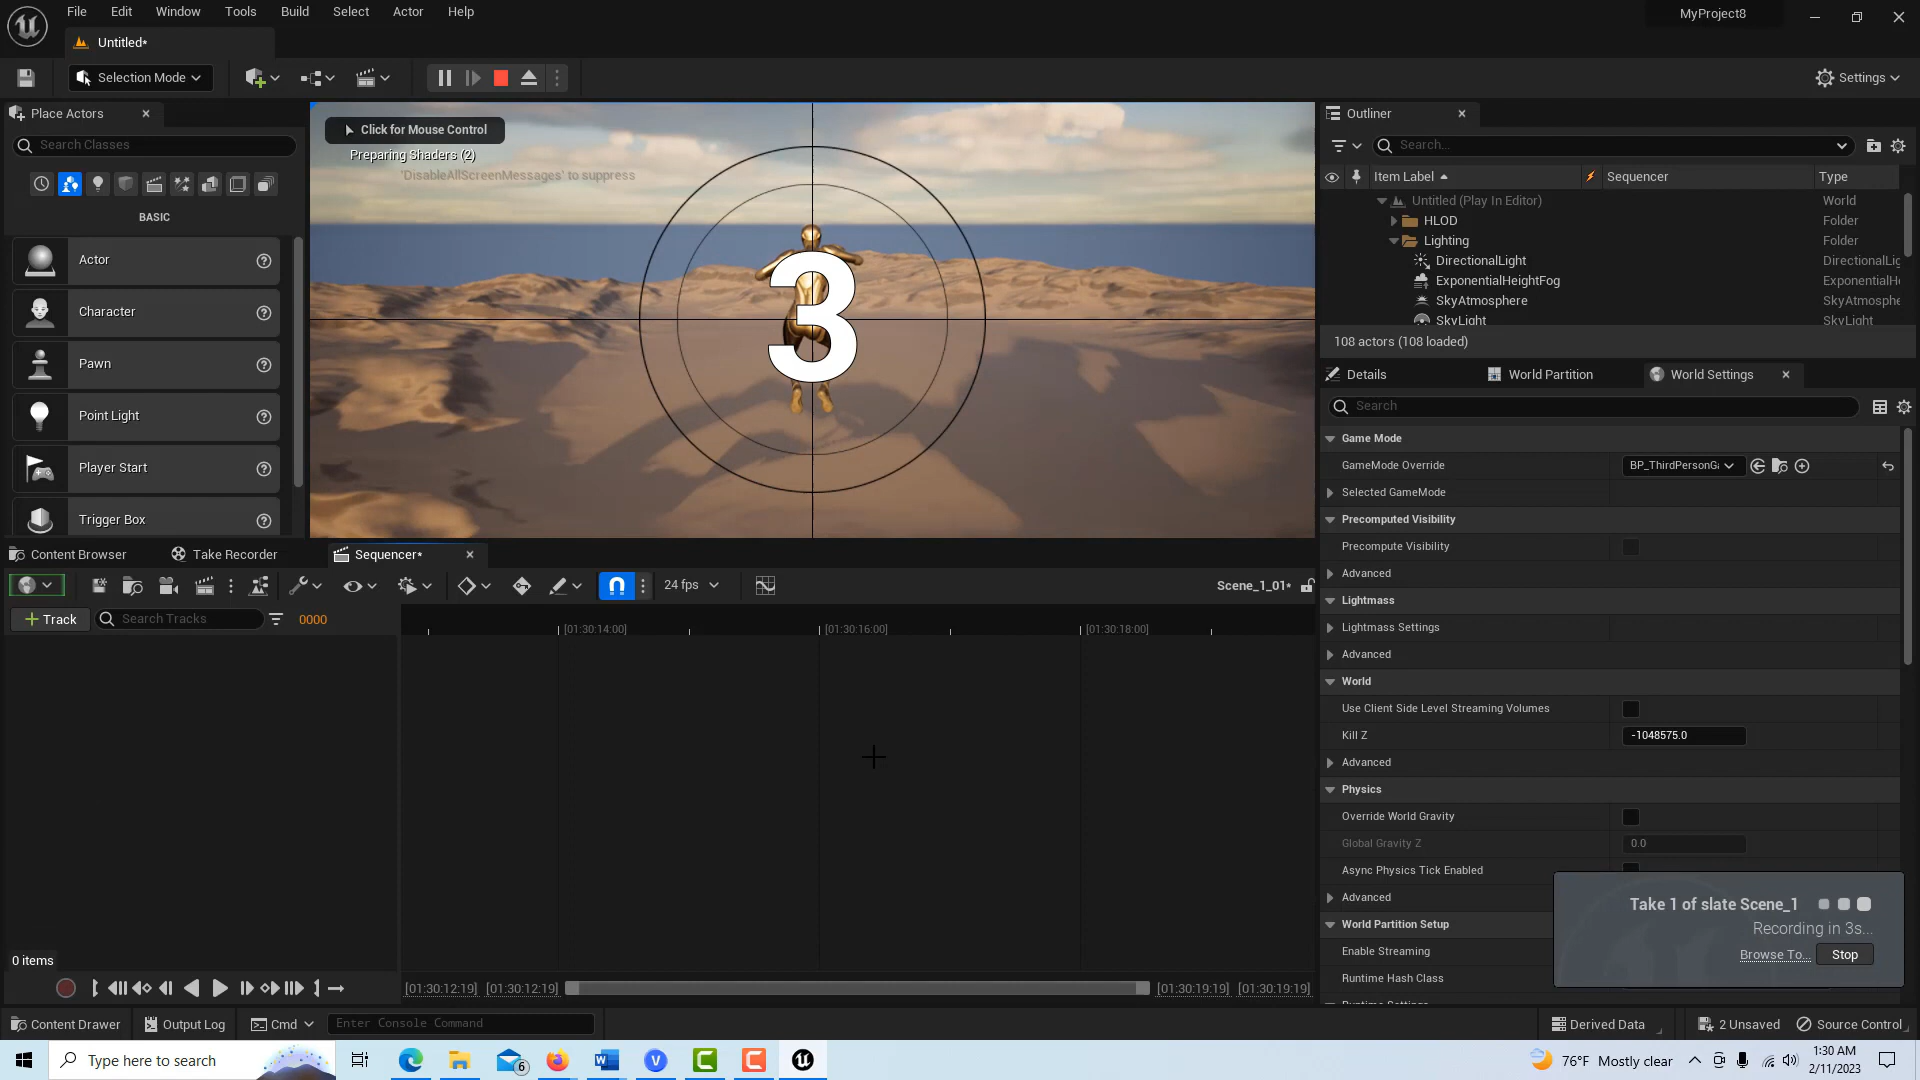 File Edit Window Tools Build Select Actor Help
MyProject8
Untitled*
Selection Mode
Settings
Place Actors
Search Classes
BASIC
Actor
Character
Pawn
Point Light
Player Start
Trigger Box
Click for Mouse Control
Preparing Shaders (2)
'DisableAllScreenMessages' to suppress
3
Outliner
Search...
Item Label Sequencer Type
Untitled (Play In Editor) World
HLOD Folder
Lighting Folder
DirectionalLight DirectionalLig
ExponentialHeightFog ExponentialHe
SkyAtmosphere SkyAtmosphe
SkyLight SkyLight
108 actors (108 loaded)
Details World Partition World Settings
Search
Game Mode
GameMode Override BP_ThirdPersonGa
Selected GameMode
Precomputed Visibility
Precompute Visibility
Advanced
Lightmass
Lightmass Settings
Advanced
World
Use Client Side Level Streaming Volumes
Kill Z -1048575.0
Advanced
Physics
Override World Gravity
Global Gravity Z 0.0
Async Physics Tick Enabled
Advanced
World Partition Setup
Enable Streaming
Runtime Hash Class
Take 1 of slate Scene_1
Recording in 3s...
Browse To... Stop
Content Browser Take Recorder Sequencer*
24 fps
Scene_1_01*
Track Search Tracks 0000
[01:30:14:00] [01:30:16:00] [01:30:18:00]
0 items
[01:30:12:19] [01:30:12:19] [01:30:19:19] [01:30:19:19]
Content Drawer Output Log Cmd Enter Console Command
Derived Data 2 Unsaved Source Control
Type here to search
6
76°F Mostly clear
1:30 AM
2/11/2023